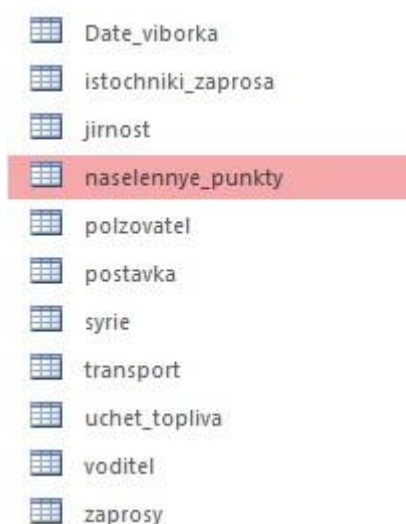 Date_viborka
istochniki_zaprosa
jirnost
naselennye_punkty
polzovatel
postavka
syrie
transport
uchet_topliva
voditel
zaprosy